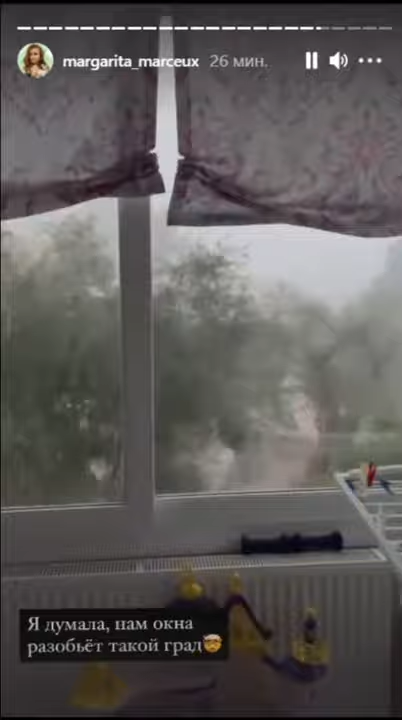 margarita_marceux 26 мин.
Я думала, нам окна
разобьёт такой град🤯